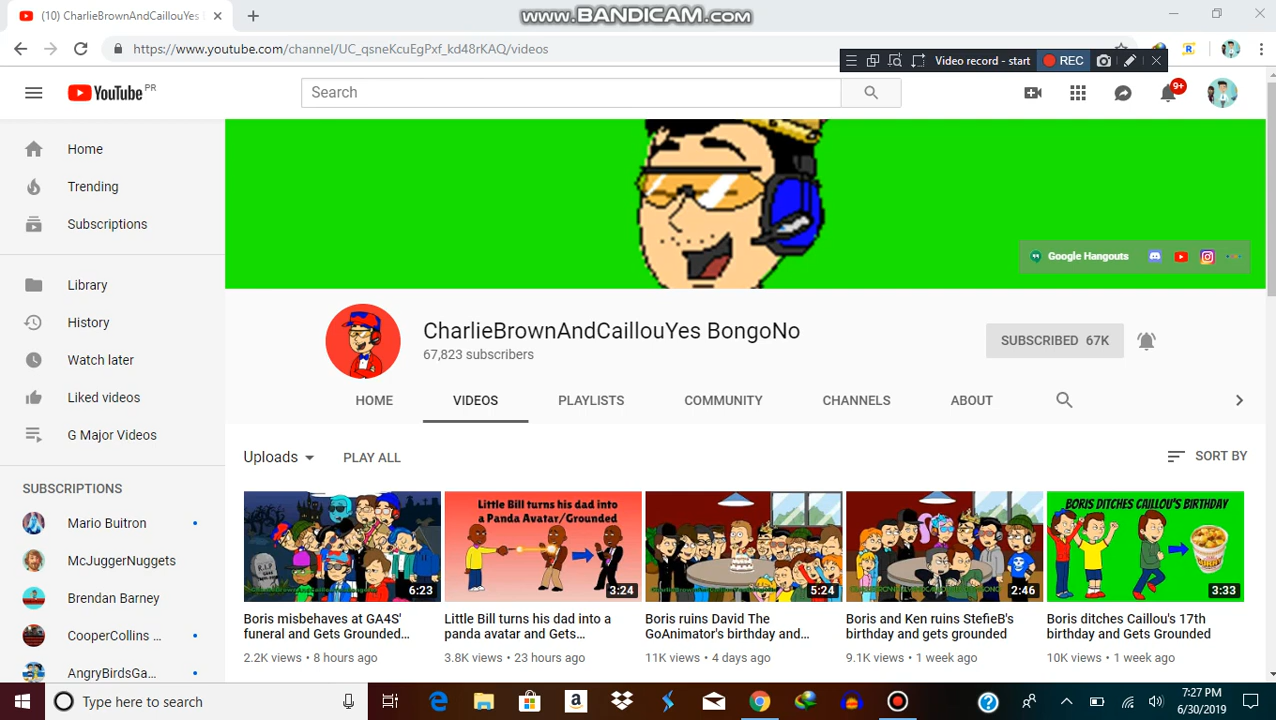 www.BANDICAM.com
(10) CharlieBrownAndCaillouYes
https://www.youtube.com/channel/UC_qsneKcuEgPxf_kd48rKAQ/videos
Video record - start
REC
YouTube PR
Search
9+
Home
Trending
Subscriptions
Library
History
Watch later
Liked videos
G Major Videos
SUBSCRIPTIONS
Mario Buitron
McJuggerNuggets
Brendan Barney
CooperCollins ...
AngryBirdsGa...
Google Hangouts
CharlieBrownAndCaillouYes BongoNo
67,823 subscribers
SUBSCRIBED 67K
HOME VIDEOS PLAYLISTS COMMUNITY CHANNELS ABOUT
Uploads PLAY ALL SORT BY
R.I.P
6:23
Boris misbehaves at GA4S'
funeral and Gets Grounded...
2.2K views • 8 hours ago
Little Bill turns his dad into
a Panda Avatar/Grounded
3:24
Little Bill turns his dad into a
panda avatar and Gets...
3.8K views • 23 hours ago
5:24
Boris ruins David The
GoAnimator's birthday and...
11K views • 4 days ago
2:46
Boris and Ken ruins StefieB's
birthday and gets grounded
9.1K views • 1 week ago
BORIS DITCHES CAILLOU'S BIRTHDAY
3:33
Boris ditches Caillou's 17th
birthday and Gets Grounded
10K views • 1 week ago
Type here to search
7:27 PM
6/30/2019